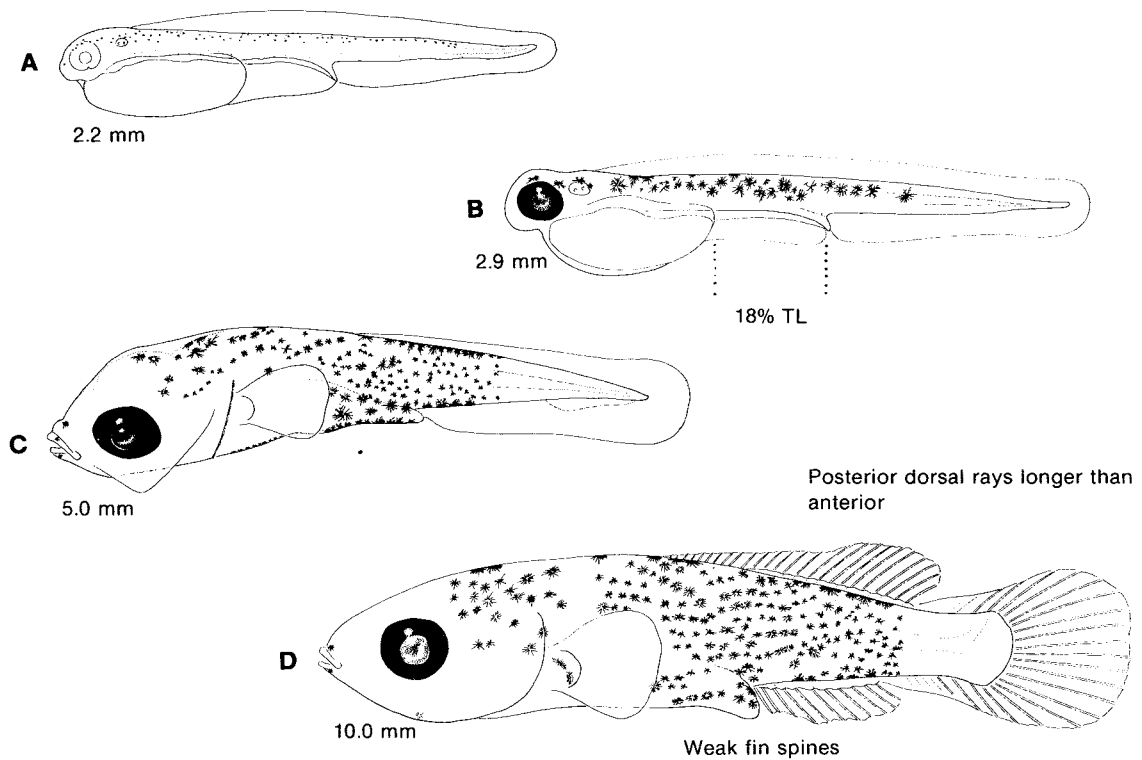 A
2.2 mm
B
2.9 mm
18% TL
C
5.0 mm
Posterior dorsal rays longer than
anterior
D
10.0 mm
Weak fin spines